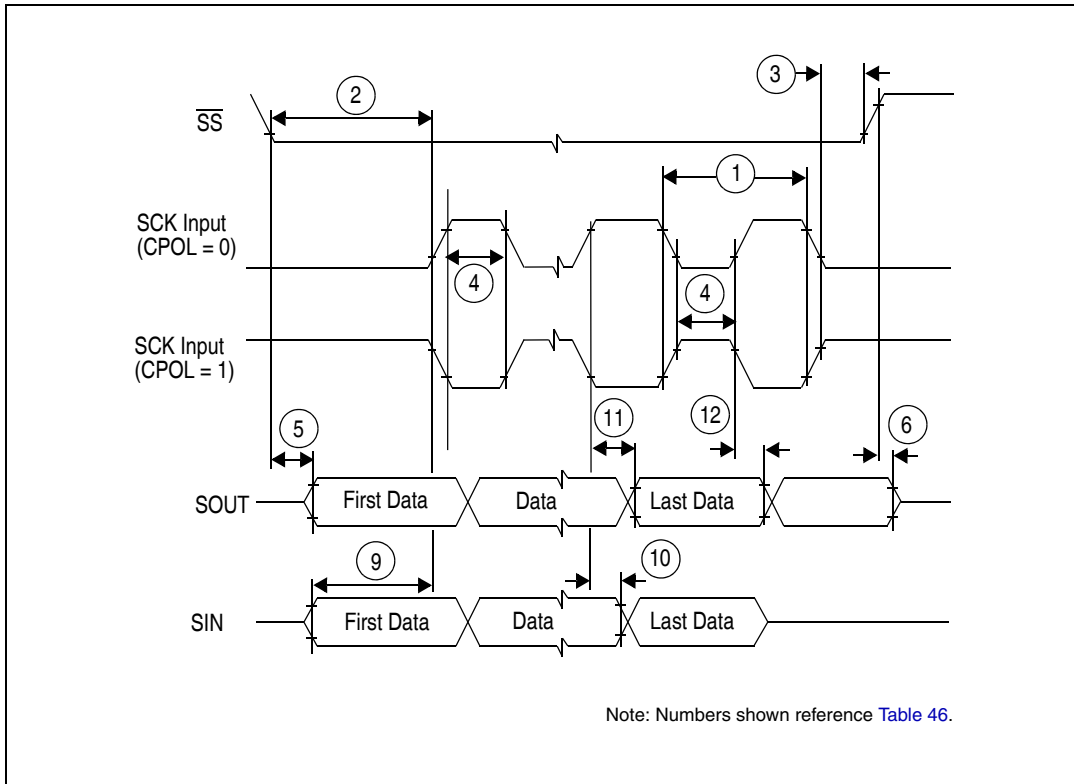 3
2
SS
1
SCK Input
(CPOL = 0)
4
4
SCK Input
(CPOL = 1)
11
12
5
6
SOUT
First Data
Data
Last Data
9
10
SIN
First Data
Data
Last Data
Note: Numbers shown reference Table 46.